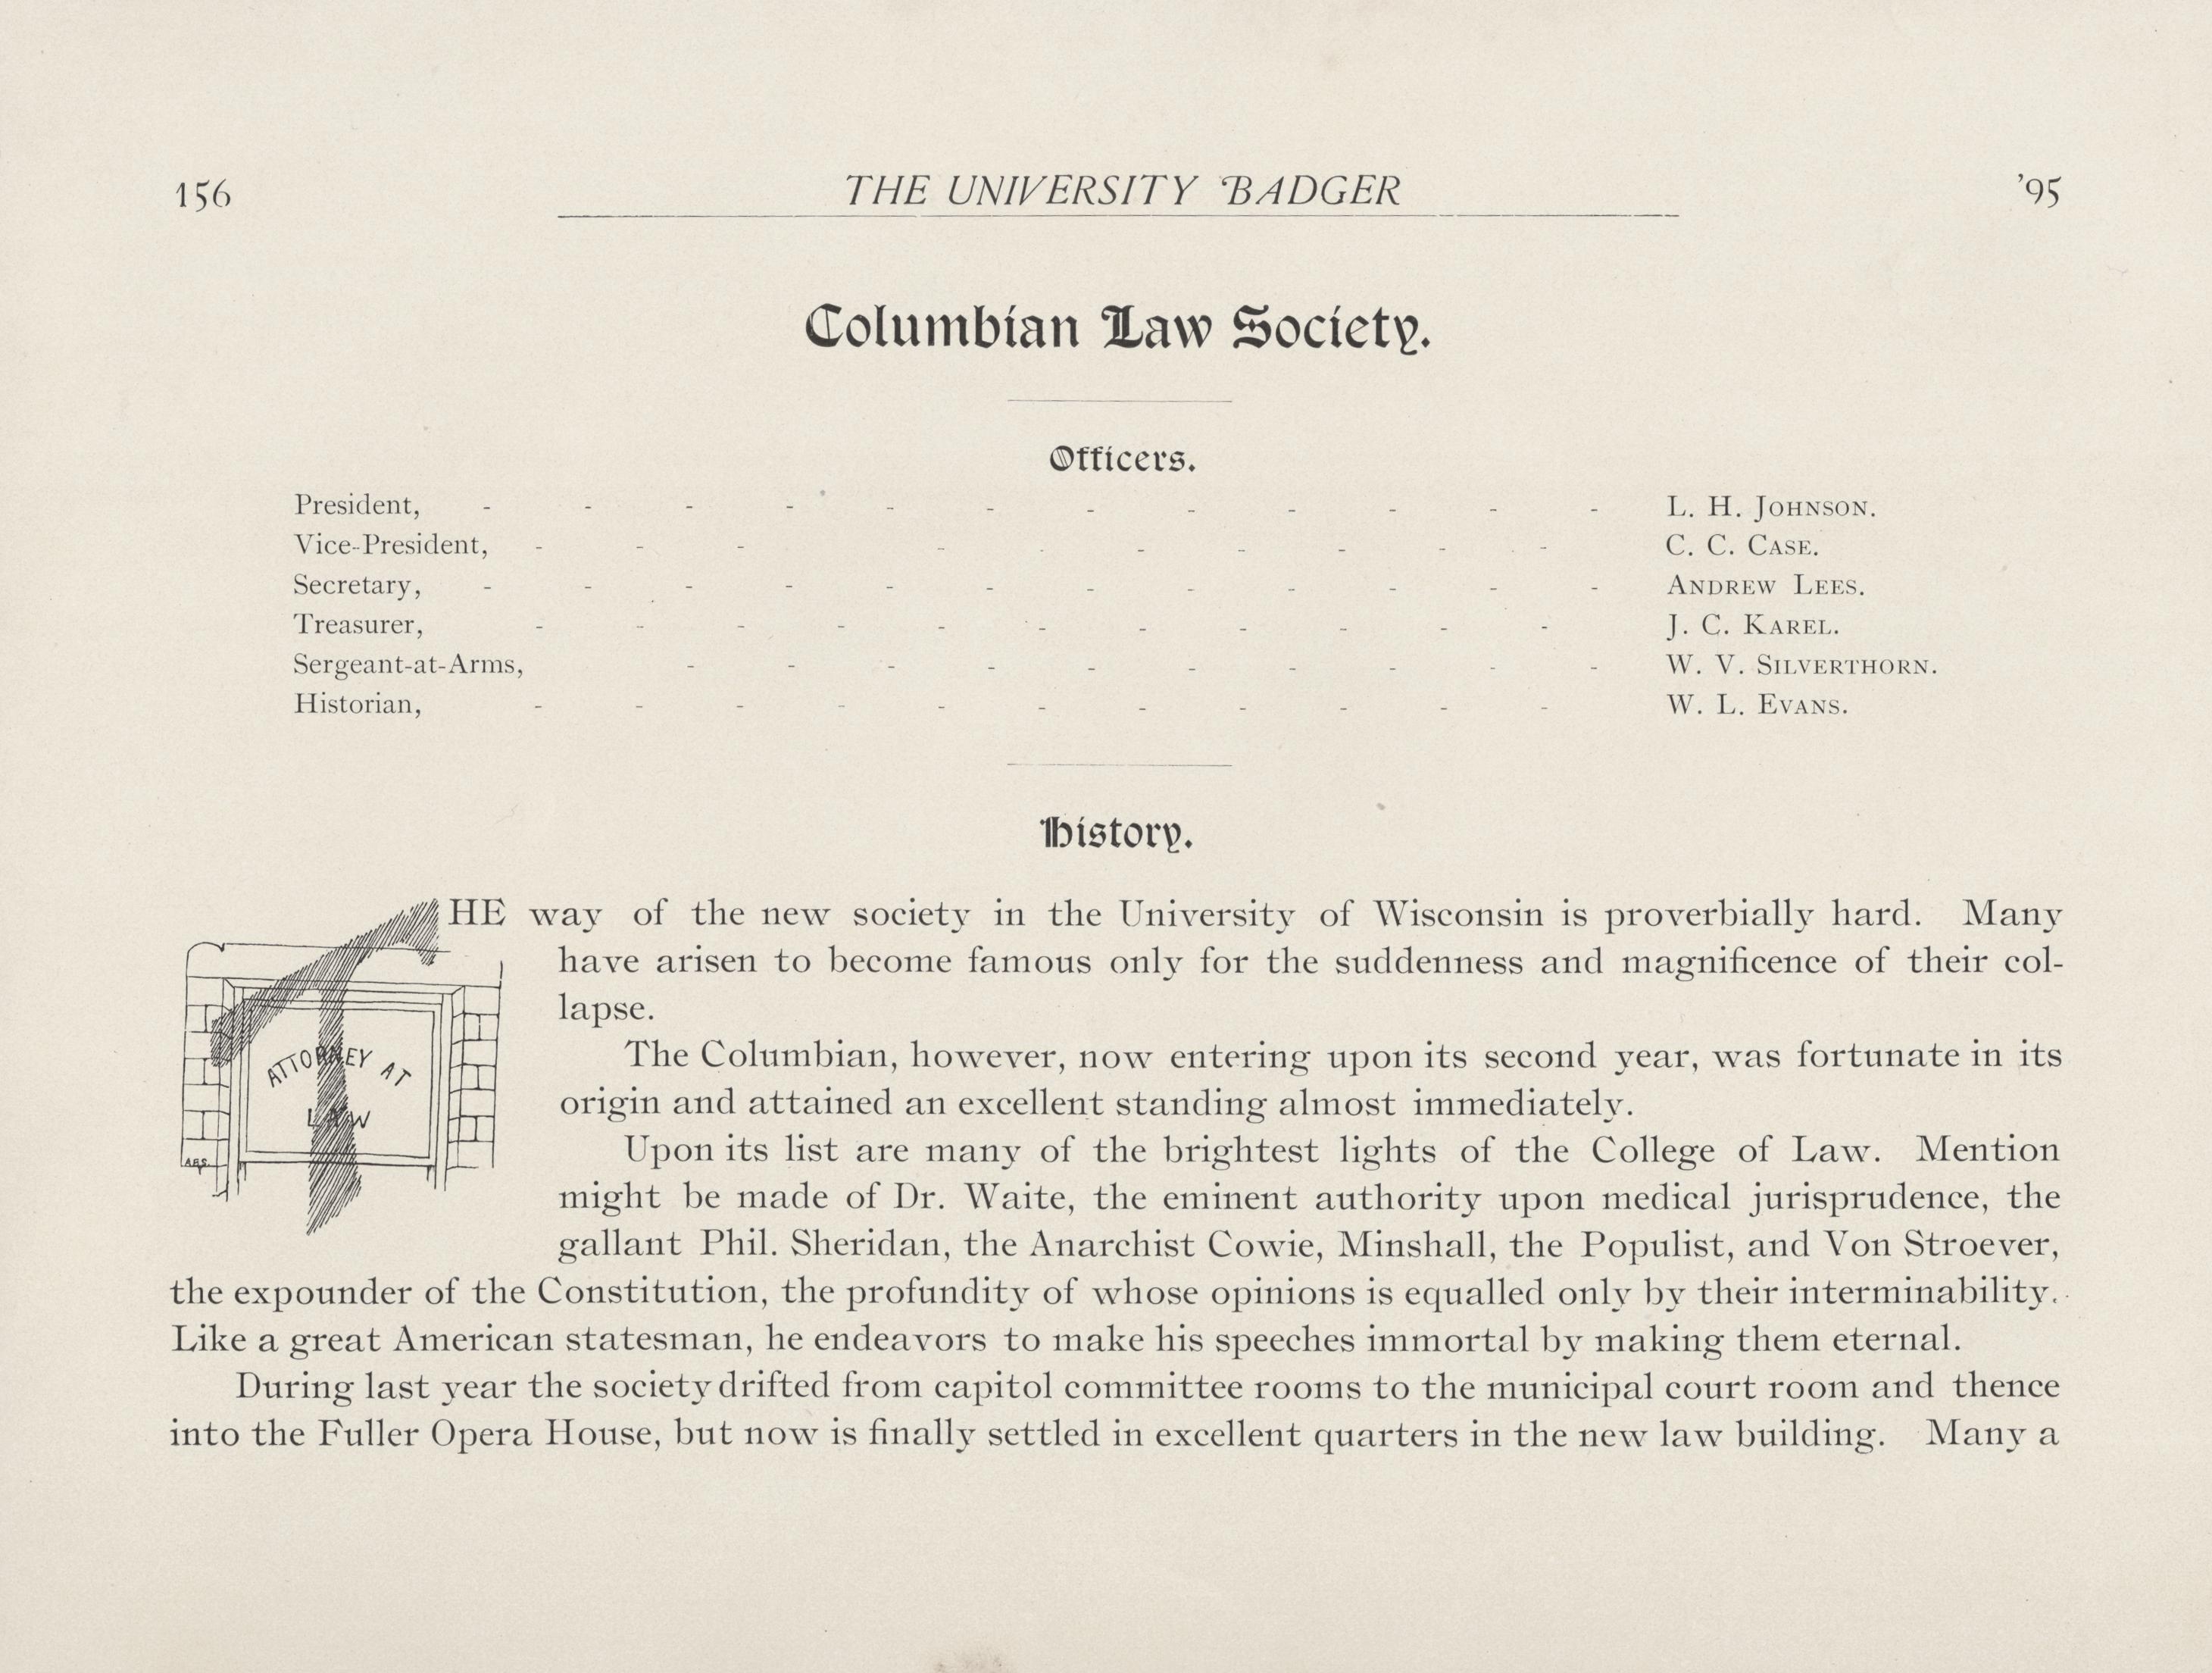 156 THE UNIVERSITY BADGER '95
Columbian Law Society.
Officers.
President, - - - - - - - - - - - - L. H. JOHNSON.
Vice-President, - - - - - - - - - - C. C. CASE.
Secretary, - - - - - - - - - - - - ANDREW LEES.
Treasurer, - - - - - - - - - - - J. C. KAREL.
Sergeant-at-Arms, - - - - - - - - - - W. V. SILVERTHORN.
Historian, - - - - - - - - - - - W. L. EVANS.
History.
ATTORNEY AT
LAW
THE way of the new society in the University of Wisconsin is proverbially hard. Many
have arisen to become famous only for the suddenness and magnificence of their col-
lapse.
The Columbian, however, now entering upon its second year, was fortunate in its
origin and attained an excellent standing almost immediately.
Upon its list are many of the brightest lights of the College of Law. Mention
might be made of Dr. Waite, the eminent authority upon medical jurisprudence, the
gallant Phil. Sheridan, the Anarchist Cowie, Minshall, the Populist, and Von Stroever,
the expounder of the Constitution, the profundity of whose opinions is equalled only by their interminability.
Like a great American statesman, he endeavors to make his speeches immortal by making them eternal.
During last year the society drifted from capitol committee rooms to the municipal court room and thence
into the Fuller Opera House, but now is finally settled in excellent quarters in the new law building. Many a